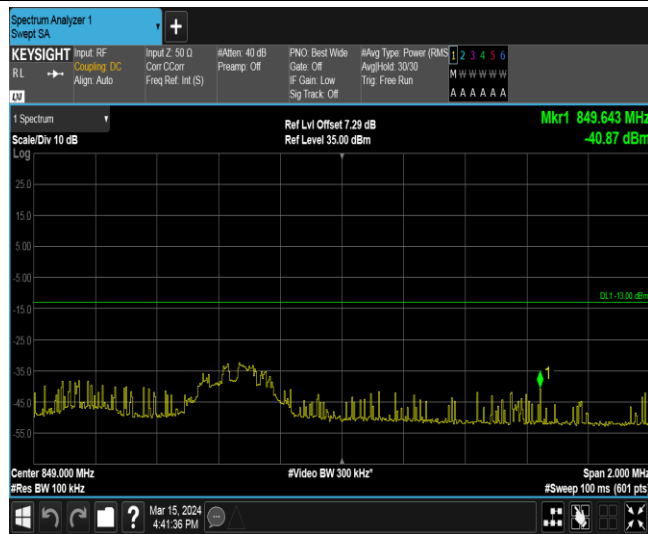 Spectrum Analyzer 1
Swept SA
+
KEYSIGHT
RL
LXI
Input: RF
Coupling: DC
Align: Auto
Input Z: 50 Ω
Corr CCorr
Freq Ref: Int (S)
#Atten: 40 dB
Preamp: Off
PNO: Best Wide
Gate: Off
IF Gain: Low
Sig Track: Off
#Avg Type: Power (RMS
Avg|Hold: 30/30
Trig: Free Run
1 2 3 4 5 6
M W W W W W
A A A A A A
1 Spectrum
Scale/Div 10 dB
Log
Ref Lvl Offset 7.29 dB
Ref Level 35.00 dBm
Mkr1 849.643 MHz
-40.87 dBm
25.0
15.0
5.00
-5.00
-15.0
-25.0
-35.0
-45.0
-55.0
DL1 -13.00 dBm
1
Center 849.000 MHz
#Res BW 100 kHz
#Video BW 300 kHz*
Span 2.000 MHz
#Sweep 100 ms (601 pts)
?
Mar 15, 2024
4:41:36 PM